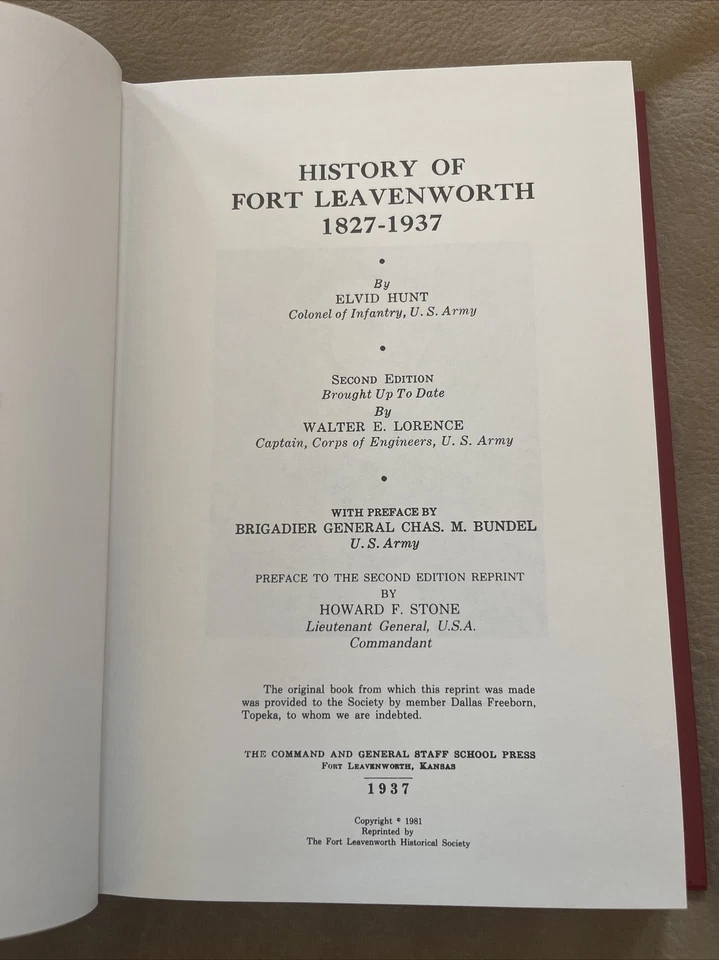 HISTORY OF
FORT LEAVENWORTH
1827-1937
•
By
ELVID HUNT
Colonel of Infantry, U. S. Army
•
SECOND EDITION
Brought Up To Date
By
WALTER E. LORENCE
Captain, Corps of Engineers, U. S. Army
•
WITH PREFACE BY
BRIGADIER GENERAL CHAS. M. BUNDEL
U. S. Army
PREFACE TO THE SECOND EDITION REPRINT
BY
HOWARD F. STONE
Lieutenant General, U.S.A.
Commandant
The original book from which this reprint was made
was provided to the Society by member Dallas Freeborn,
Topeka, to whom we are indebted.
THE COMMAND AND GENERAL STAFF SCHOOL PRESS
FORT LEAVENWORTH, KANSAS
1937
Copyright © 1981
Reprinted by
The Fort Leavenworth Historical Society